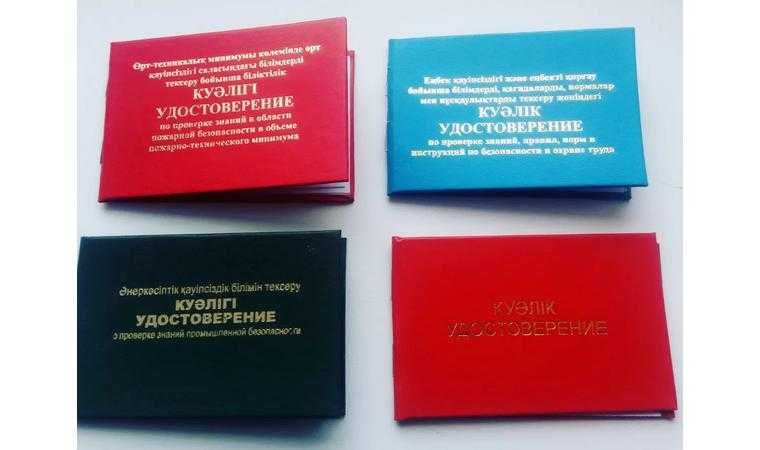 Өрт-техникалық минимумы көлемінде өрт
қауіпсіздігі саласындағы білімдерді
тексеру бойынша біліктілік
КУӘЛІГІ
УДОСТОВЕРЕНИЕ
по проверке знаний в области
пожарной безопасности в объеме
пожарно-технического минимума
Еңбек қауіпсіздігі және еңбекті қорғау
бойынша білімдерді, қағидаларды, нормалар
мен нұсқаулықтарды тексеру жөніндегі
КУӘЛІК
УДОСТОВЕРЕНИЕ
по проверке знаний, правил, норм и
инструкций по безопасности и охране труда
Өнеркәсіптік қауіпсіздік білімін тексеру
КУӘЛІГІ
УДОСТОВЕРЕНИЕ
о проверке знаний промышленной безопасности
КУӘЛІК
УДОСТОВЕРЕНИЕ